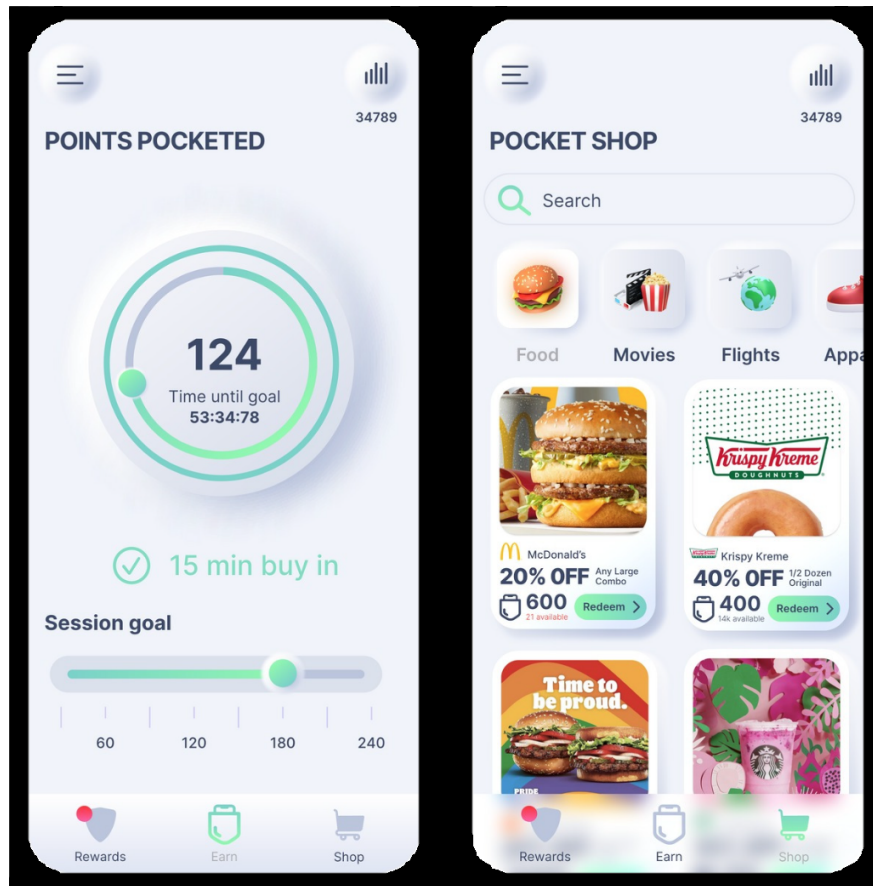 34789
POINTS POCKETED
124
Time until goal
53:34:78
15 min buy in
Session goal
60 120 180 240
Rewards Earn Shop
34789
POCKET SHOP
Search
Food Movies Flights Appa
McDonald's
20% OFF Any Large
Combo
600
21 available
Redeem
Krispy Kreme
DOUGHNUTS
Krispy Kreme
40% OFF 1/2 Dozen
Original
400
14k available
Redeem
Time to
be proud.
PRIDE
Rewards Earn Shop